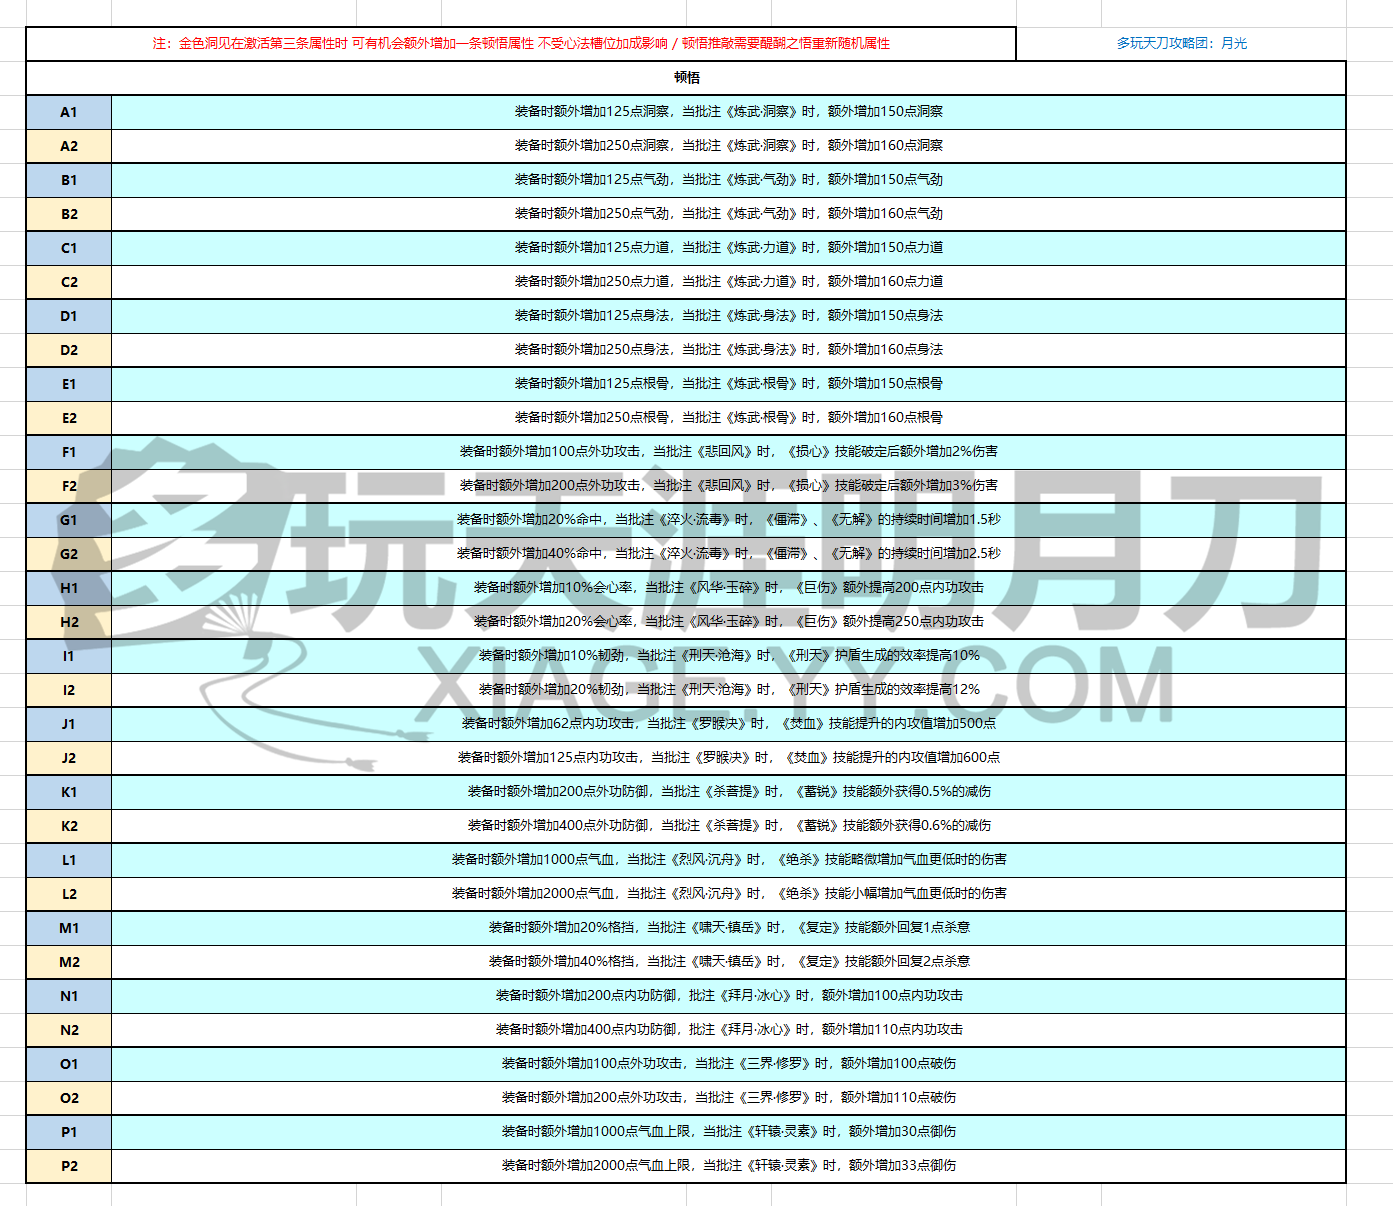 注：金色洞见在激活第三条属性时 可有机会额外增加一条顿悟属性 不受心法槽位加成影响 / 顿悟推敲需要醍醐之悟重新随机属性
多玩天刀攻略团：月光
顿悟
A1 装备时额外增加125点洞察，当批注《炼武·洞察》时，额外增加150点洞察
A2 装备时额外增加250点洞察，当批注《炼武·洞察》时，额外增加160点洞察
B1 装备时额外增加125点气劲，当批注《炼武·气劲》时，额外增加150点气劲
B2 装备时额外增加250点气劲，当批注《炼武·气劲》时，额外增加160点气劲
C1 装备时额外增加125点力道，当批注《炼武·力道》时，额外增加150点力道
C2 装备时额外增加250点力道，当批注《炼武·力道》时，额外增加160点力道
D1 装备时额外增加125点身法，当批注《炼武·身法》时，额外增加150点身法
D2 装备时额外增加250点身法，当批注《炼武·身法》时，额外增加160点身法
E1 装备时额外增加125点根骨，当批注《炼武·根骨》时，额外增加150点根骨
E2 装备时额外增加250点根骨，当批注《炼武·根骨》时，额外增加160点根骨
F1 装备时额外增加100点外功攻击，当批注《悲回风》时，《损心》技能破定后额外增加2%伤害
F2 装备时额外增加200点外功攻击，当批注《悲回风》时，《损心》技能破定后额外增加3%伤害
G1 装备时额外增加20%命中，当批注《淬火·流毒》时，《僵滞》、《无解》的持续时间增加1.5秒
G2 装备时额外增加40%命中，当批注《淬火·流毒》时，《僵滞》、《无解》的持续时间增加2.5秒
H1 装备时额外增加10%会心率，当批注《风华·玉碎》时，《巨伤》额外提高200点内功攻击
H2 装备时额外增加20%会心率，当批注《风华·玉碎》时，《巨伤》额外提高250点内功攻击
I1 装备时额外增加10%韧劲，当批注《刑天·沧海》时，《刑天》护盾生成的效率提高10%
I2 装备时额外增加20%韧劲，当批注《刑天·沧海》时，《刑天》护盾生成的效率提高12%
J1 装备时额外增加62点内功攻击，当批注《罗睺决》时，《焚血》技能提升的内攻值增加500点
J2 装备时额外增加125点内功攻击，当批注《罗睺决》时，《焚血》技能提升的内攻值增加600点
K1 装备时额外增加200点外功防御，当批注《杀菩提》时，《蓄锐》技能额外获得0.5%的减伤
K2 装备时额外增加400点外功防御，当批注《杀菩提》时，《蓄锐》技能额外获得0.6%的减伤
L1 装备时额外增加1000点气血，当批注《烈风·沉舟》时，《绝杀》技能略微增加气血更低时的伤害
L2 装备时额外增加2000点气血，当批注《烈风·沉舟》时，《绝杀》技能小幅增加气血更低时的伤害
M1 装备时额外增加20%格挡，当批注《啸天·镇岳》时，《复定》技能额外回复1点杀意
M2 装备时额外增加40%格挡，当批注《啸天·镇岳》时，《复定》技能额外回复2点杀意
N1 装备时额外增加200点内功防御，批注《拜月·冰心》时，额外增加100点内功攻击
N2 装备时额外增加400点内功防御，批注《拜月·冰心》时，额外增加110点内功攻击
O1 装备时额外增加100点外功攻击，当批注《三界·修罗》时，额外增加100点破伤
O2 装备时额外增加200点外功攻击，当批注《三界·修罗》时，额外增加110点破伤
P1 装备时额外增加1000点气血上限，当批注《轩辕·灵素》时，额外增加30点御伤
P2 装备时额外增加2000点气血上限，当批注《轩辕·灵素》时，额外增加33点御伤
多玩天涯明月刀
XIAGE.YY.COM